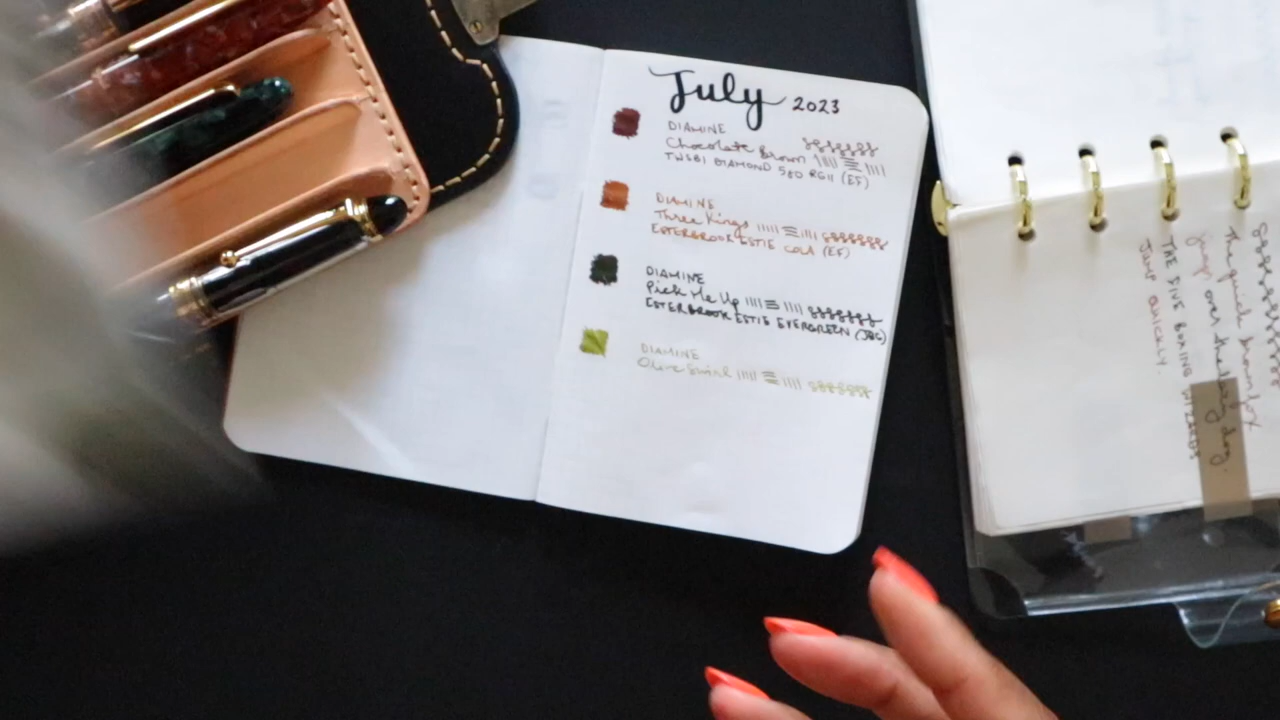 July 2023
DIAMINE
Chocolate Brown
TWSBI DIAMOND 580 RGII (EF)
DIAMINE
Three Kings
ESTERBROOK ESTIE COLA (EF)
DIAMINE
Pick Me Up
ESTERBROOK ESTIE EVERGREEN (JBG)
DIAMINE
Olive Swirl
The quick brown fox
jumps over the lazy dog.
THE FIVE BOXING WIZARDS
JUMP QUICKLY.